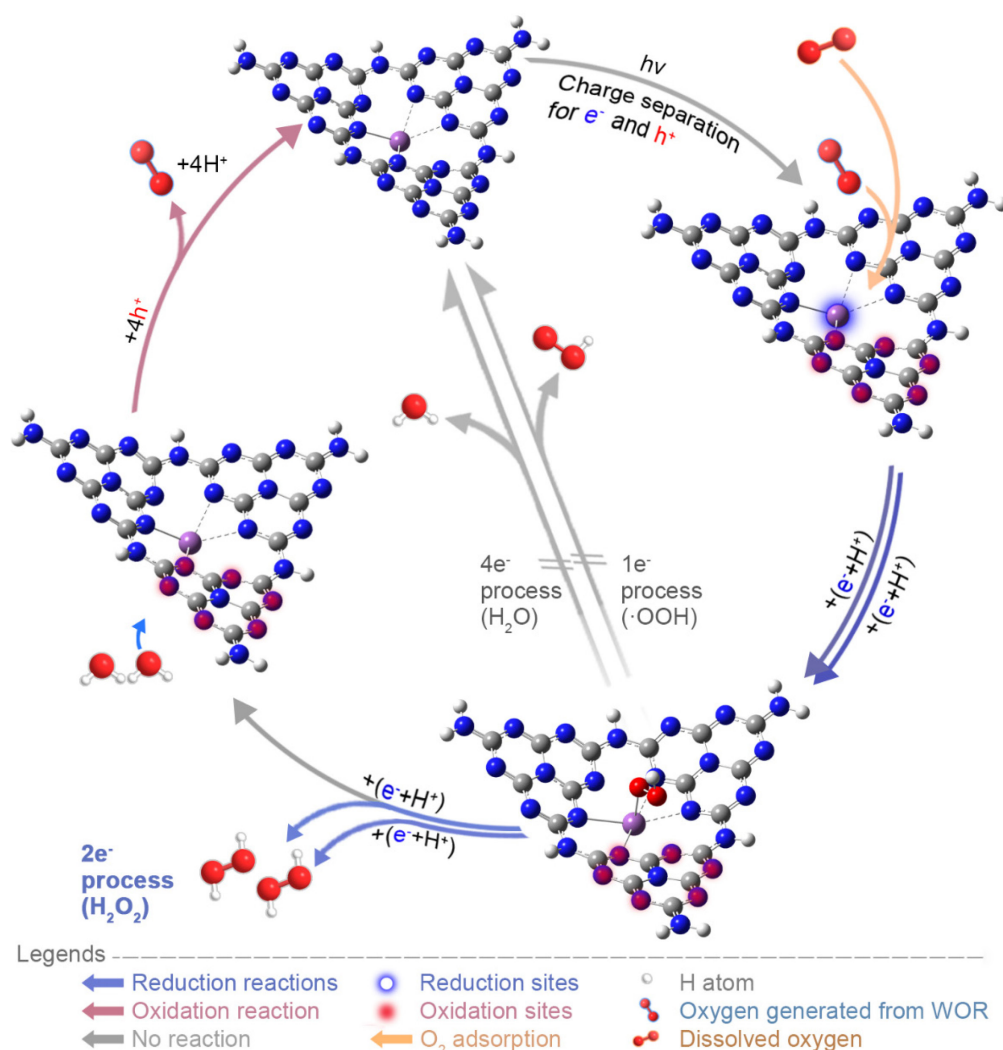 hν
Charge separation
for e⁻ and h⁺
+4H⁺
+4h⁺
4e⁻
process
(H₂O)
1e⁻
process
(·OOH)
+(e⁻+H⁺)
+(e⁻+H⁺)
+(e⁻+H⁺)
+(e⁻+H⁺)
2e⁻
process
(H₂O₂)
Legends
Reduction reactions
Reduction sites
H atom
Oxidation reaction
Oxidation sites
Oxygen generated from WOR
No reaction
O₂ adsorption
Dissolved oxygen